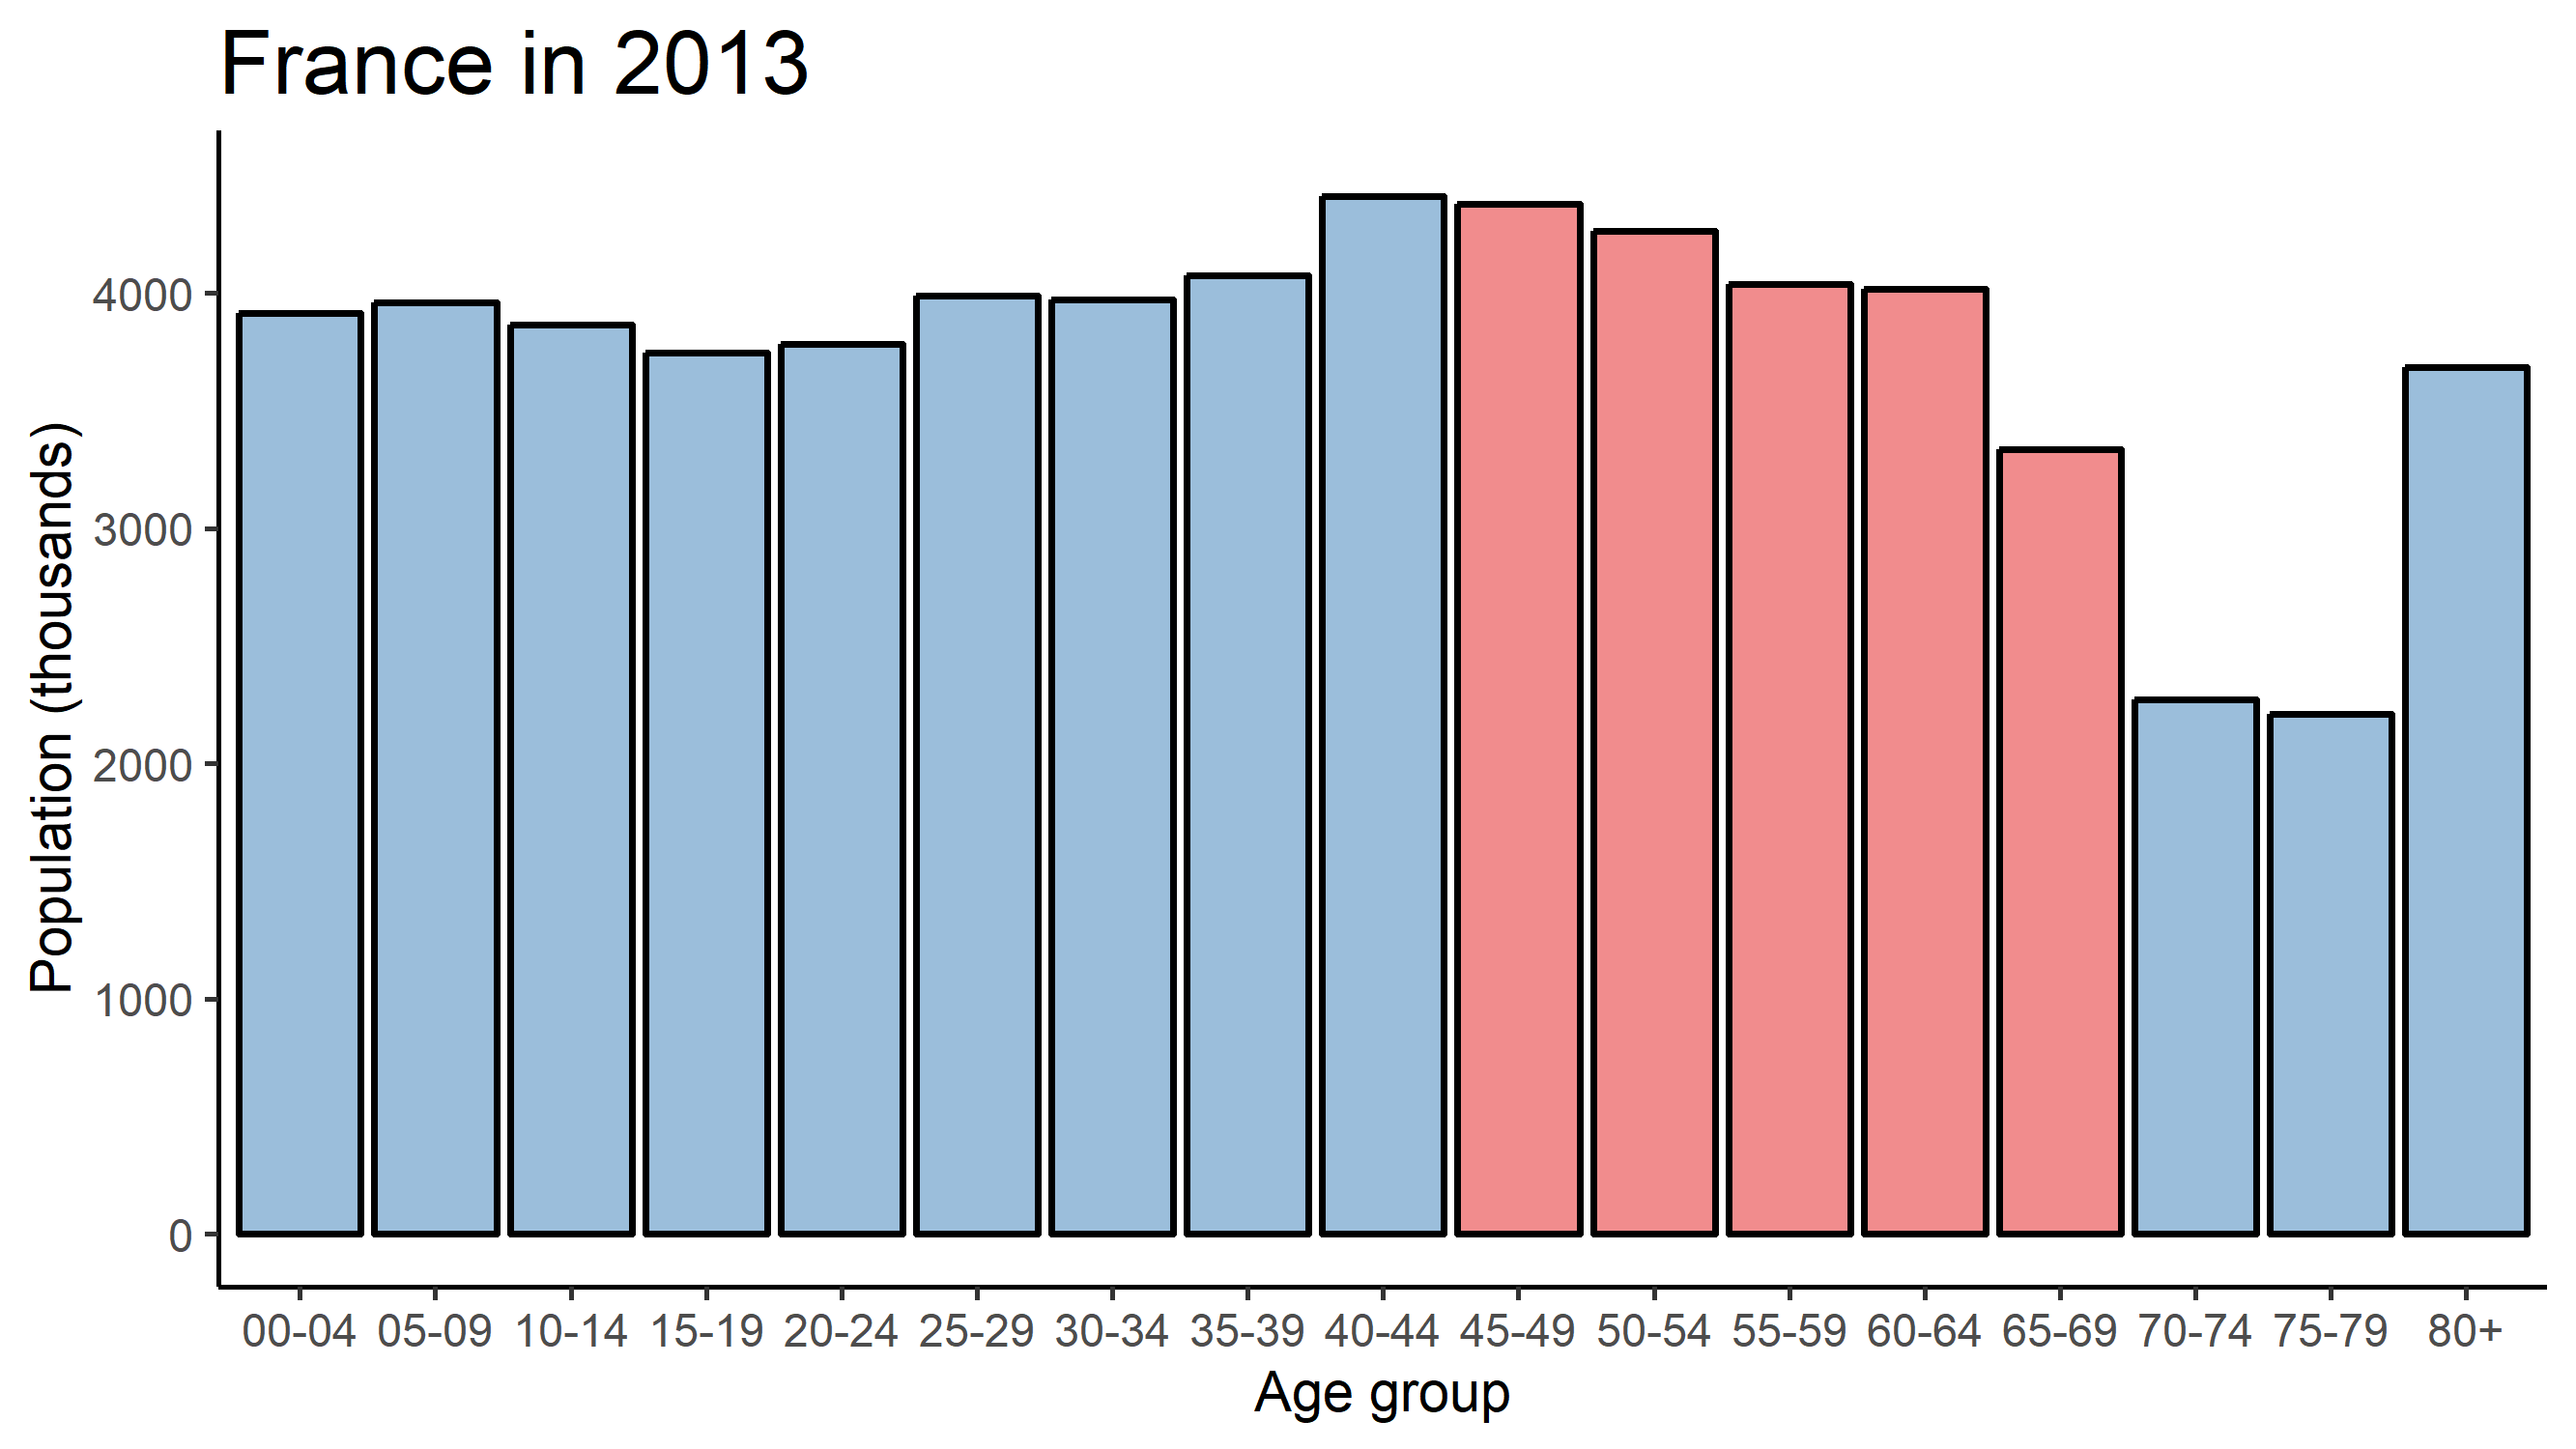 France in 2013
Population (thousands)
4000
3000
2000
1000
0
00-04 05-09 10-14 15-19 20-24 25-29 30-34 35-39 40-44 45-49 50-54 55-59 60-64 65-69 70-74 75-79 80+
Age group